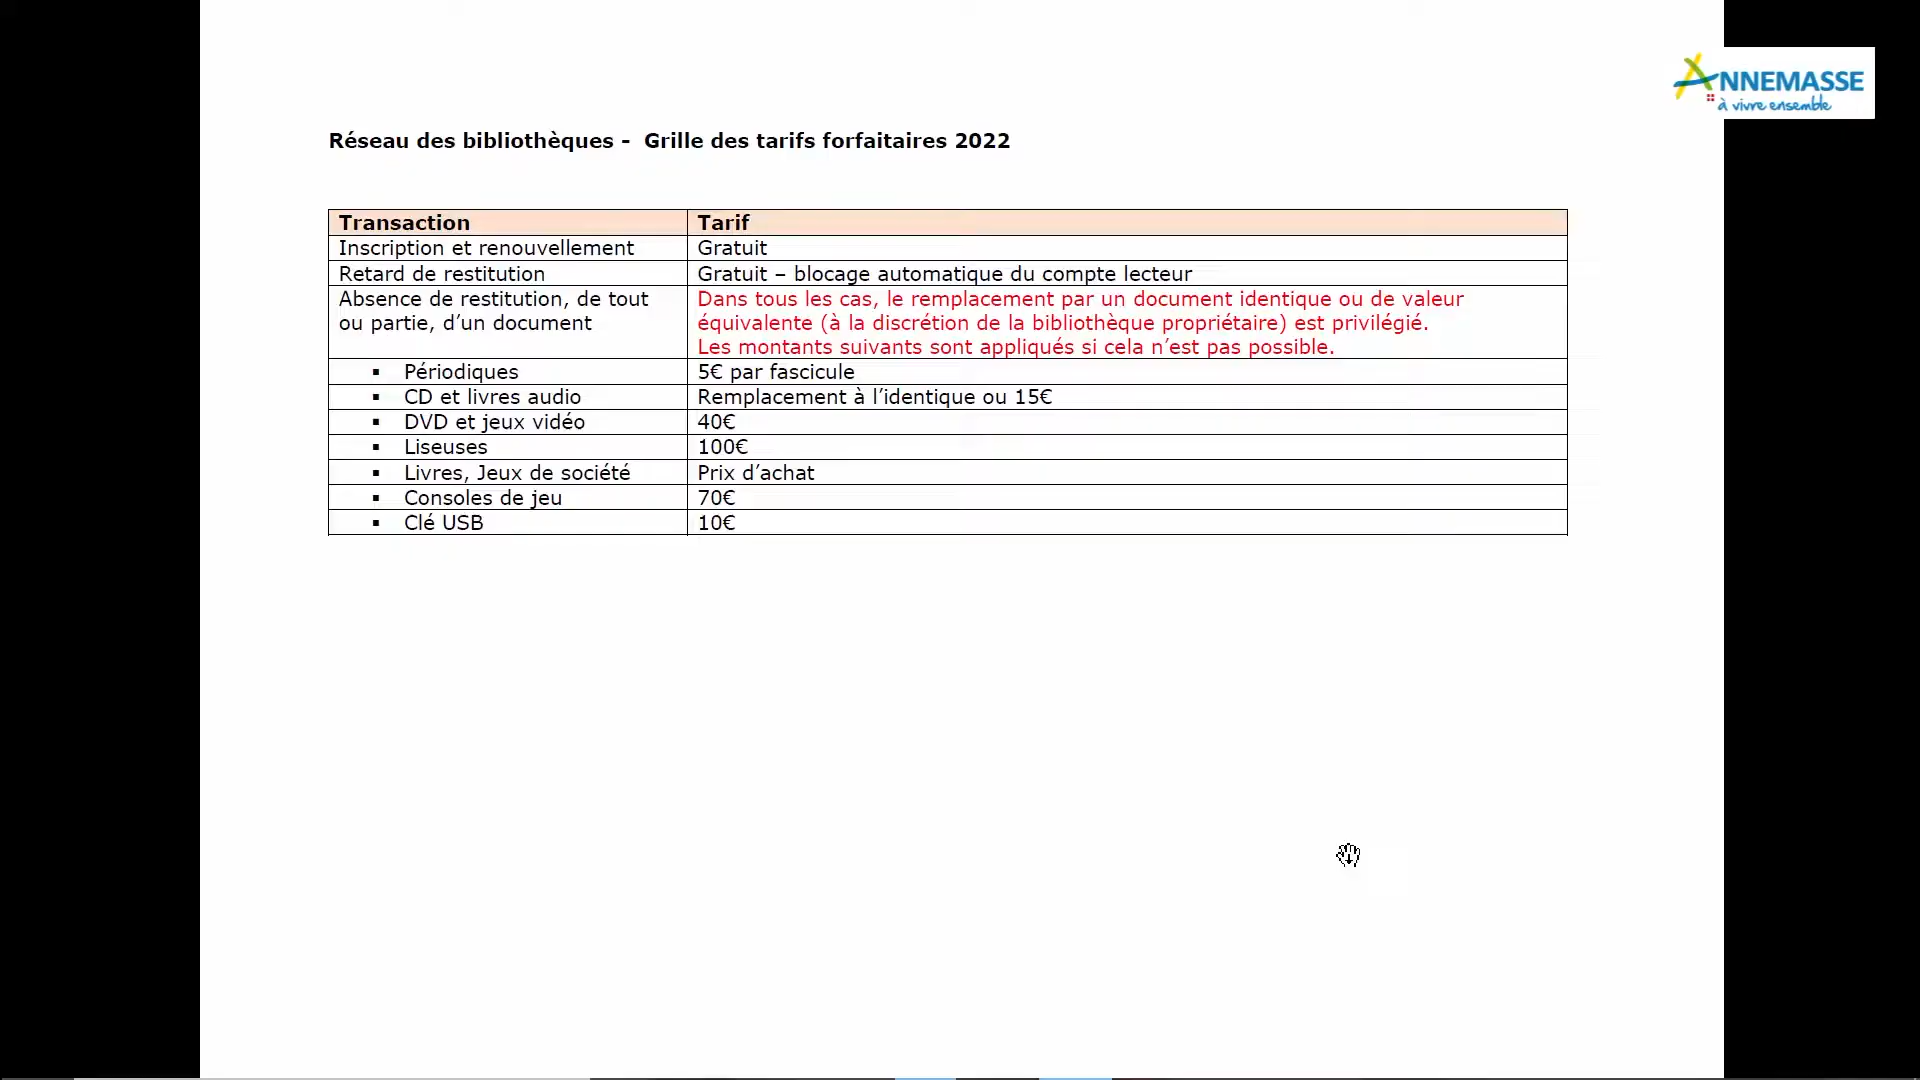 ANNEMASSE
à vivre ensemble
Réseau des bibliothèques - Grille des tarifs forfaitaires 2022
Transaction Tarif
Inscription et renouvellement Gratuit
Retard de restitution Gratuit – blocage automatique du compte lecteur
Absence de restitution, de tout
ou partie, d’un document
Dans tous les cas, le remplacement par un document identique ou de valeur
équivalente (à la discrétion de la bibliothèque propriétaire) est privilégié.
Les montants suivants sont appliqués si cela n’est pas possible.
▪ Périodiques 5€ par fascicule
▪ CD et livres audio Remplacement à l’identique ou 15€
▪ DVD et jeux vidéo 40€
▪ Liseuses 100€
▪ Livres, Jeux de société Prix d’achat
▪ Consoles de jeu 70€
▪ Clé USB 10€